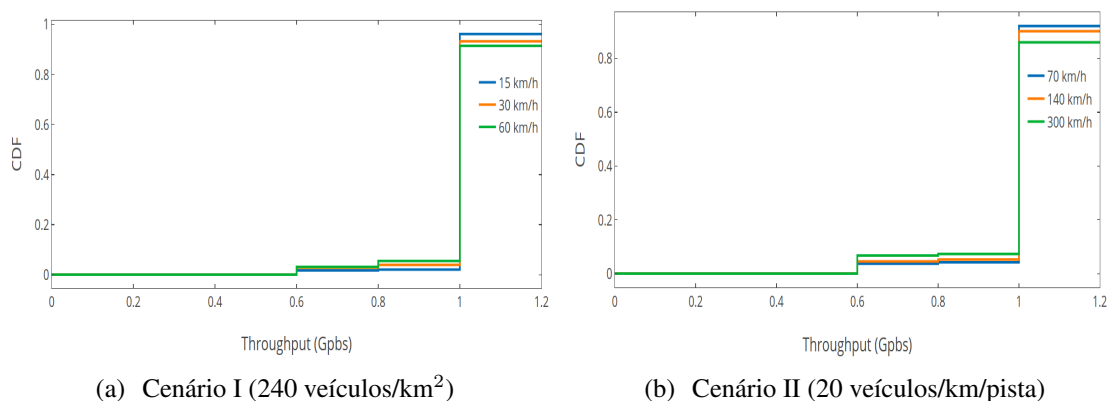 1
0.8
0.6
0.4
0.2
0
CDF
15 km/h
30 km/h
60 km/h
0 0.2 0.4 0.6 0.8 1 1.2
Throughput (Gpbs)
(a) Cenário I (240 veículos/km²)
0.8
0.6
0.4
0.2
0
CDF
70 km/h
140 km/h
300 km/h
0 0.2 0.4 0.6 0.8 1 1.2
Throughput (Gpbs)
(b) Cenário II (20 veículos/km/pista)